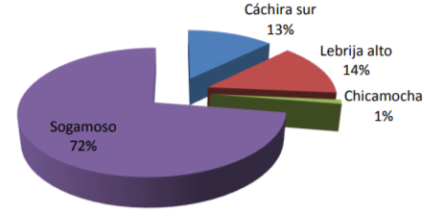 Cáchira sur
13%
Lebrija alto
14%
Chicamocha
1%
Sogamoso
72%